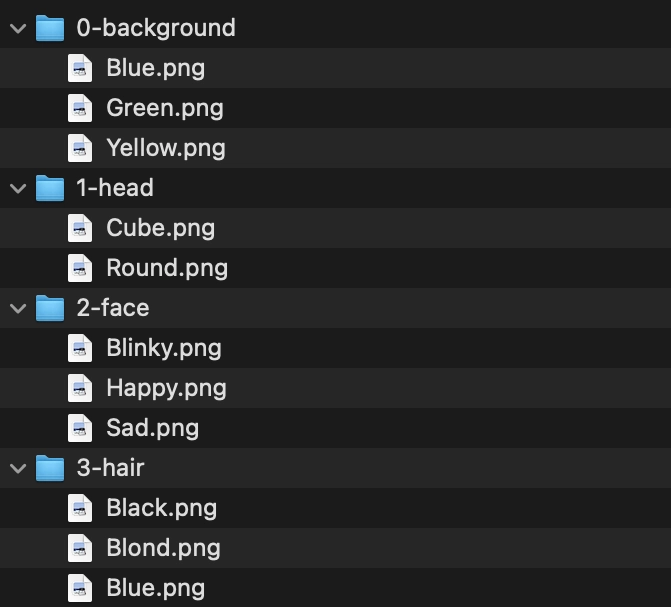 0-background
Blue.png
Green.png
Yellow.png
1-head
Cube.png
Round.png
2-face
Blinky.png
Happy.png
Sad.png
3-hair
Black.png
Blond.png
Blue.png